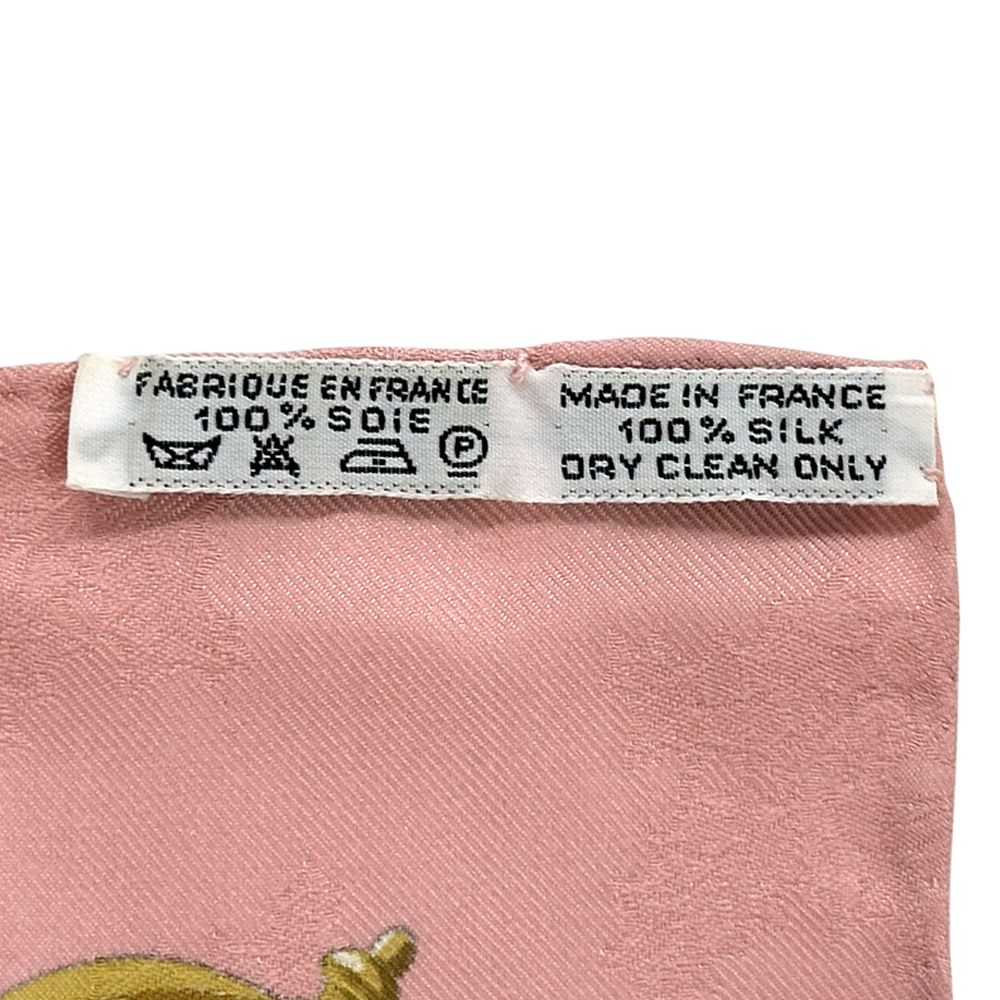 FABRIQUE EN FRANCE
100% SOIE
P
MADE IN FRANCE
100% SILK
DRY CLEAN ONLY